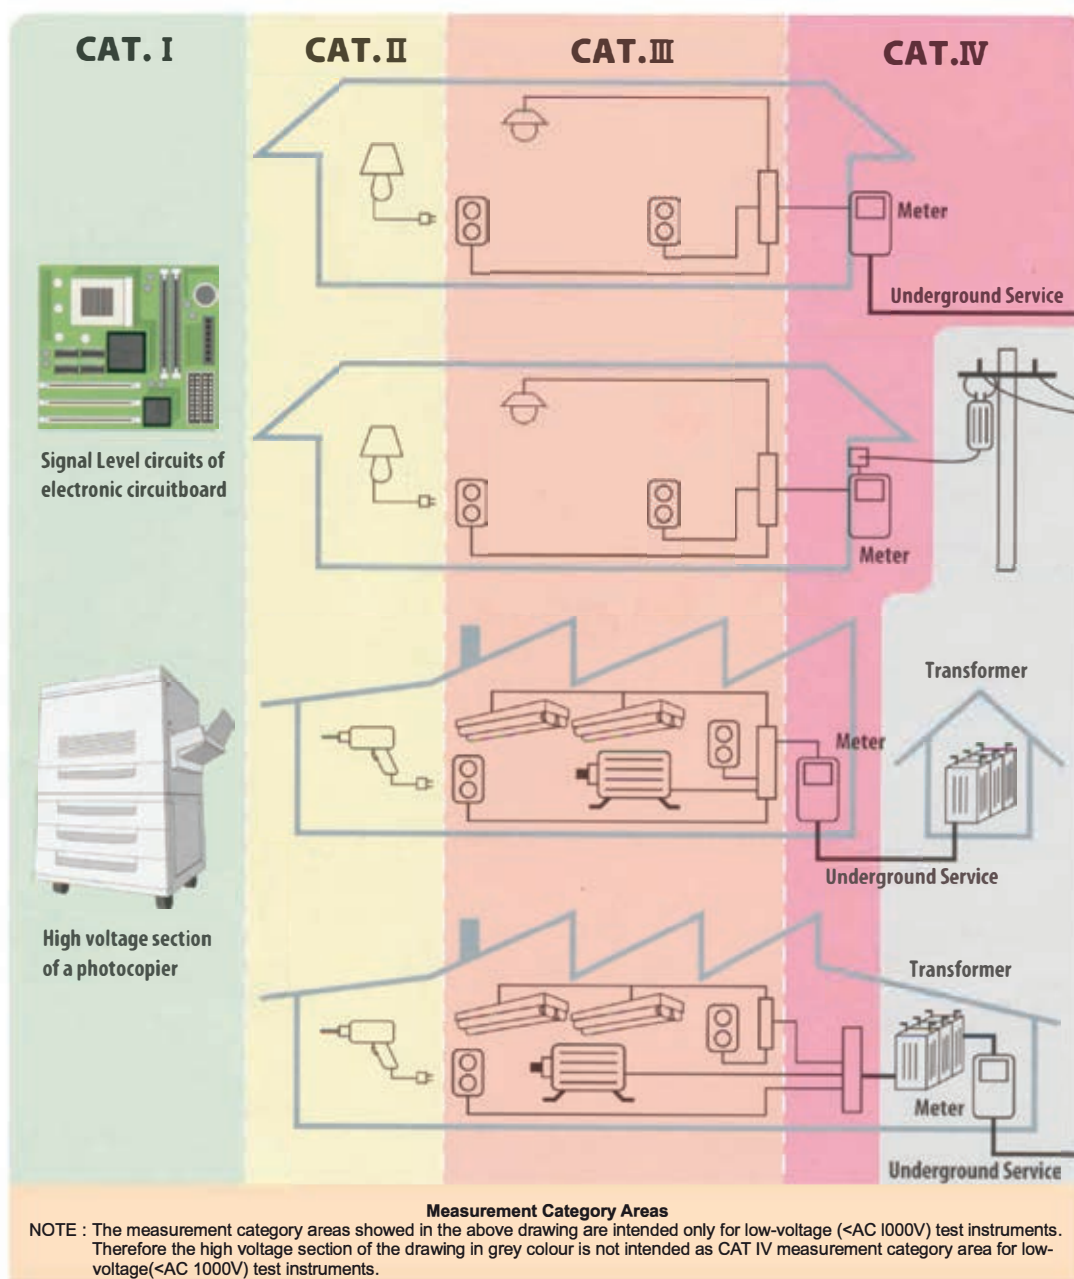 CAT. I
CAT. II
CAT. III
CAT. IV
Meter
Underground Service
Signal Level circuits of
electronic circuitboard
Meter
Transformer
Meter
Underground Service
High voltage section
of a photocopier
Transformer
Meter
Underground Service
Measurement Category Areas
NOTE : The measurement category areas showed in the above drawing are intended only for low-voltage (<AC I000V) test instruments.
Therefore the high voltage section of the drawing in grey colour is not intended as CAT IV measurement category area for low-
voltage(<AC 1000V) test instruments.